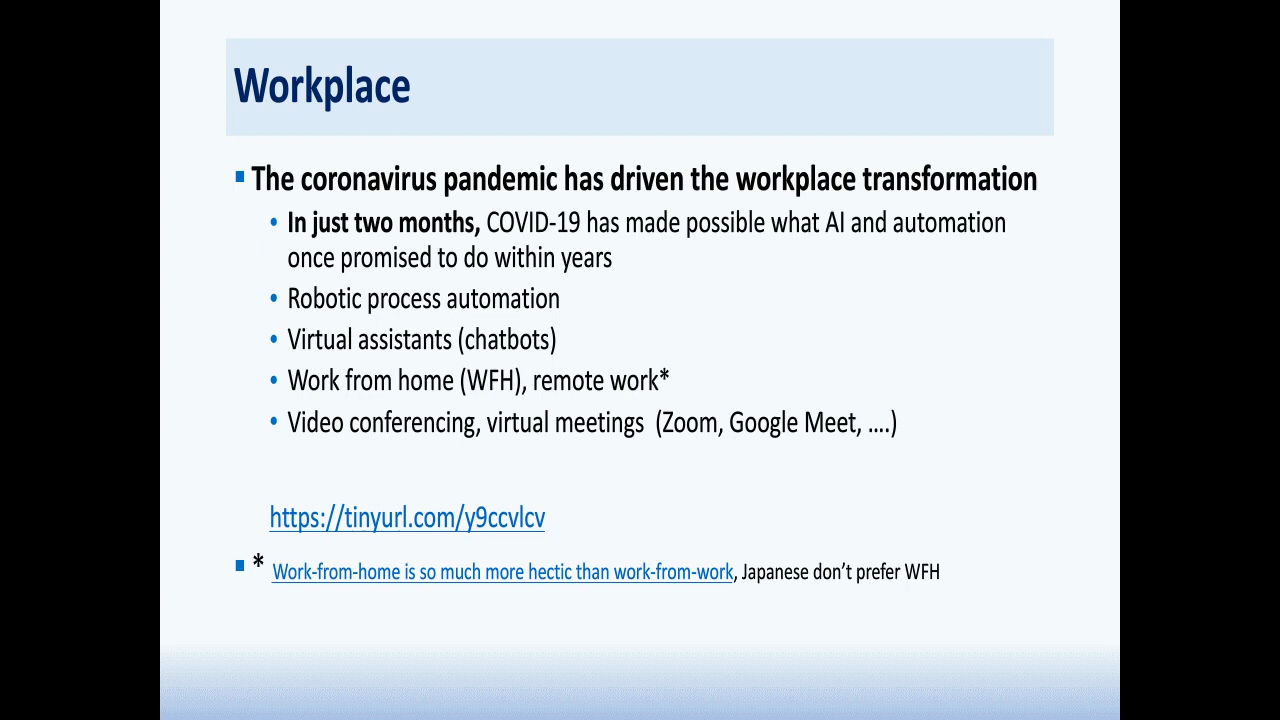 Workplace
▪ The coronavirus pandemic has driven the workplace transformation
• In just two months, COVID-19 has made possible what AI and automation
once promised to do within years
• Robotic process automation
• Virtual assistants (chatbots)
• Work from home (WFH), remote work*
• Video conferencing, virtual meetings  (Zoom, Google Meet, ….)
https://tinyurl.com/y9ccvlcv
▪ * Work-from-home is so much more hectic than work-from-work, Japanese don’t prefer WFH